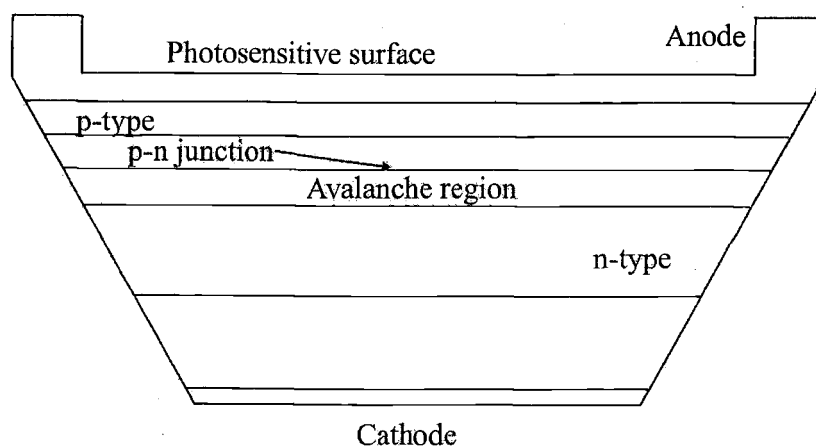 Photosensitive surface
Anode
p-type
p-n junction
Avalanche region
n-type
Cathode